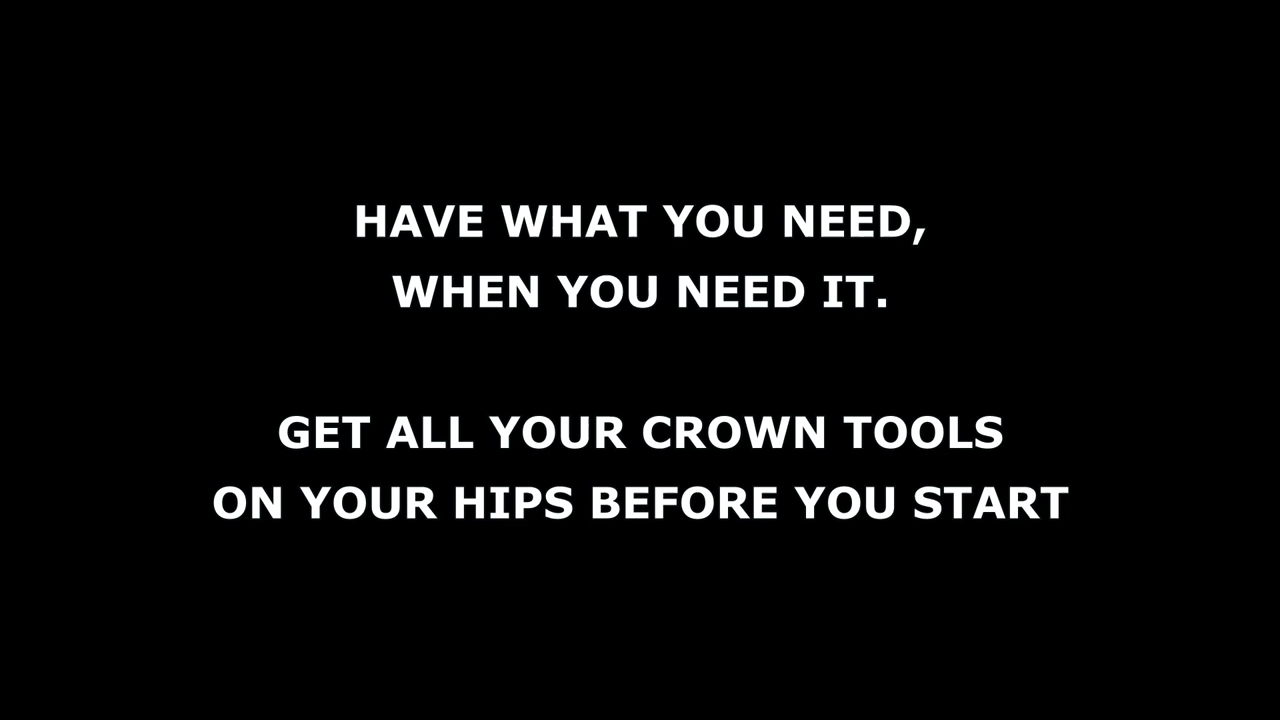 HAVE WHAT YOU NEED,
WHEN YOU NEED IT.
GET ALL YOUR CROWN TOOLS
ON YOUR HIPS BEFORE YOU START